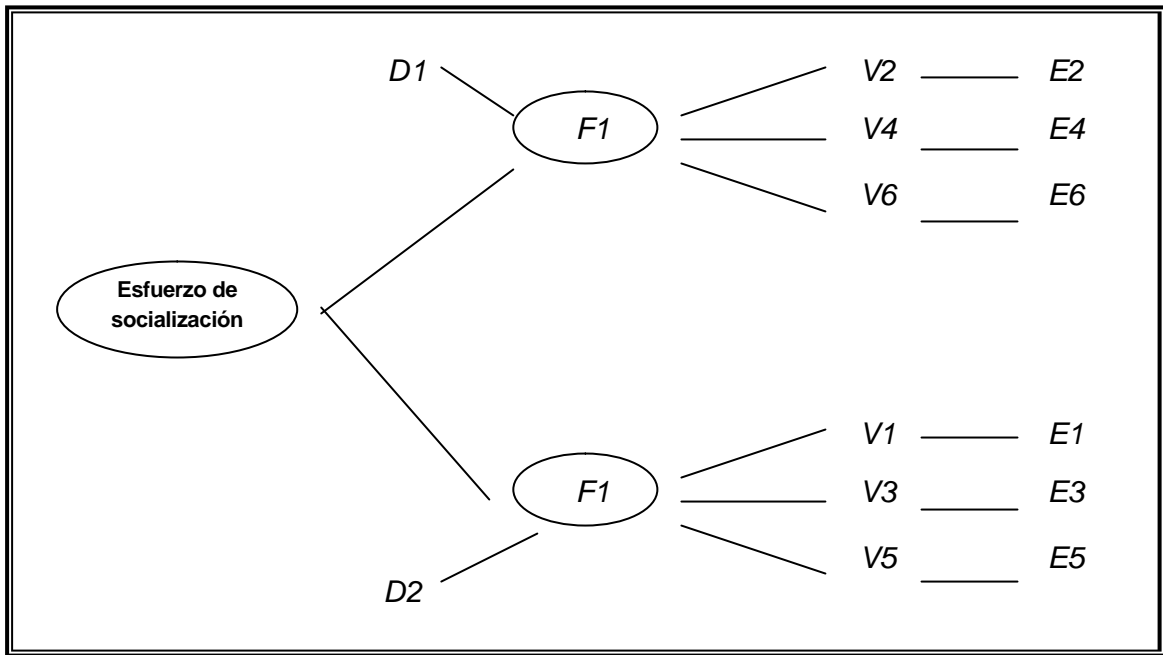 D1
V2 E2
F1
V4 E4
V6 E6
Esfuerzo de
socialización
V1 E1
F1
V3 E3
V5 E5
D2